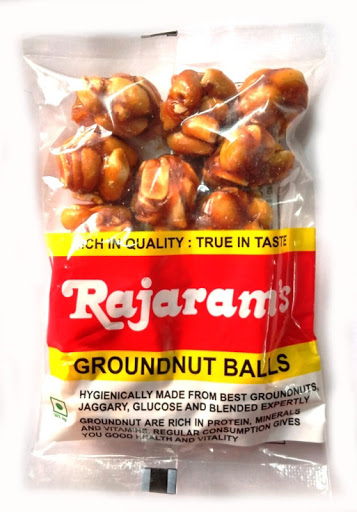 RICH IN QUALITY : TRUE IN TASTE
Rajaram's
GROUNDNUT BALLS
HYGIENICALLY MADE FROM BEST GROUNDNUTS,
JAGGARY, GLUCOSE AND BLENDED EXPERTLY
GROUNDNUT ARE RICH IN PROTEIN, MINERALS
AND VITAMINS. REGULAR CONSUMPTION GIVES
YOU GOOD HEALTH AND VITALITY